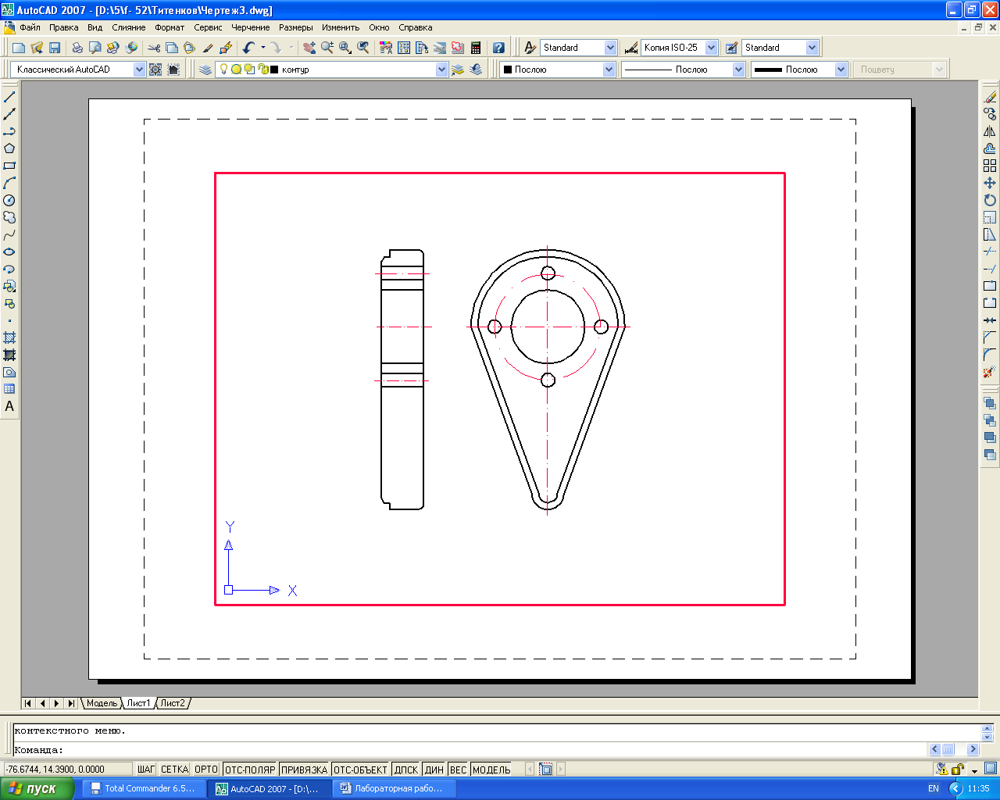 AutoCAD 2007 - [D:\5\f- 52\Титенков\Чертеж3.dwg]
Файл Правка Вид Слияние Формат Сервис Черчение Размеры Изменить Окно Справка
Standard Копия ISO-25 Standard
Классический AutoCAD контур Послою Послою Послою Поцвету
A
Y
X
Модель Лист1 Лист2
контекстного меню.
Команда:
-76.6744, 14.3900, 0.0000 ШАГ СЕТКА ОРТО ОТС-ПОЛЯР ПРИВЯЗКА ОТС-ОБЪЕКТ ДПСК ДИН ВЕС МОДЕЛЬ
пуск Total Commander 6.5... AutoCAD 2007 - [D:\... Лабораторная рабо... EN 11:35